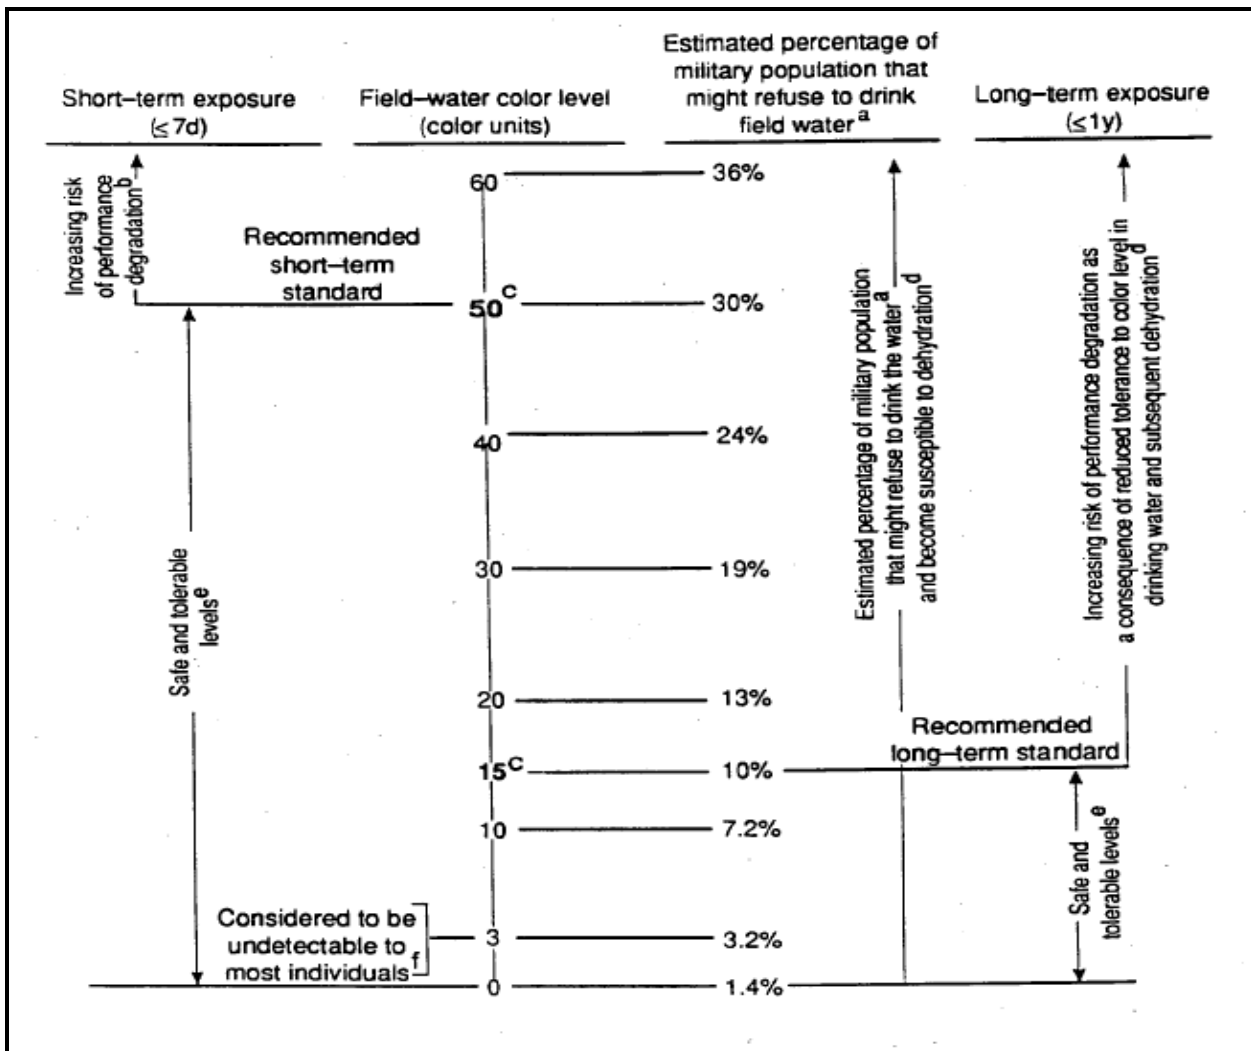 Short–term exposure
(≤7d)
Field–water color level
(color units)
Estimated percentage of
military population that
might refuse to drink
field water a
Long–term exposure
(≤1y)
Increasing risk
of performance
degradation b
Recommended
short–term
standard
Safe and tolerable
levels e
Considered to be
undetectable to
most individuals f
60
50 c
40
30
20
15 c
10
3
0
36%
30%
24%
19%
13%
10%
7.2%
3.2%
1.4%
Estimated percentage of military population
that might refuse to drink the water a
and become susceptible to dehydration d
Increasing risk of performance degradation as
a consequence of reduced tolerance to color level in
drinking water and subsequent dehydration d
Recommended
long–term standard
Safe and
tolerable levels e